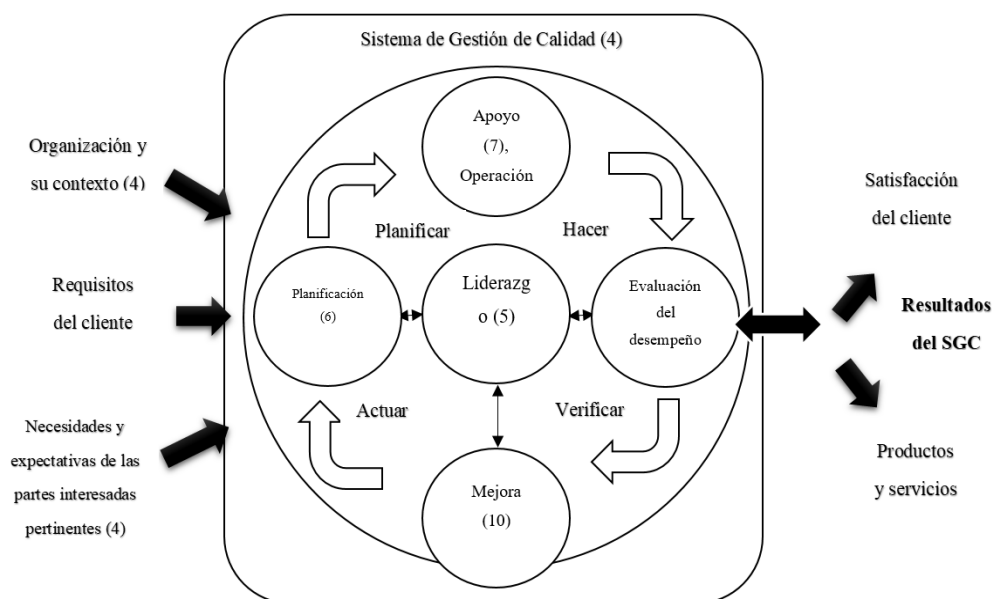 Sistema de Gestión de Calidad (4)
Organización y
su contexto (4)
Requisitos
del cliente
Necesidades y
expectativas de las
partes interesadas
pertinentes (4)
Apoyo
(7),
Operación
Planificar
Hacer
Planificación
(6)
Liderazg
o (5)
Evaluación
del
desempeño
Actuar
Verificar
Mejora
(10)
Satisfacción
del cliente
Resultados
del SGC
Productos
y servicios